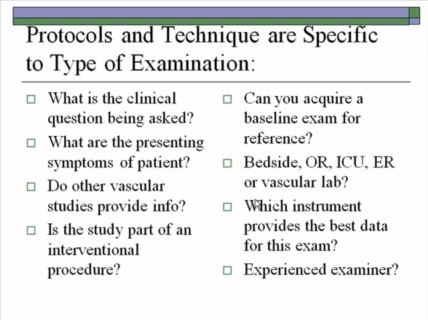 Protocols and Technique are Specific
to Type of Examination:
What is the clinical
question being asked?
What are the presenting
symptoms of patient?
Do other vascular
studies provide info?
Is the study part of an
interventional
procedure?
Can you acquire a
baseline exam for
reference?
Bedside, OR, ICU, ER
or vascular lab?
Which instrument
provides the best data
for this exam?
Experienced examiner?